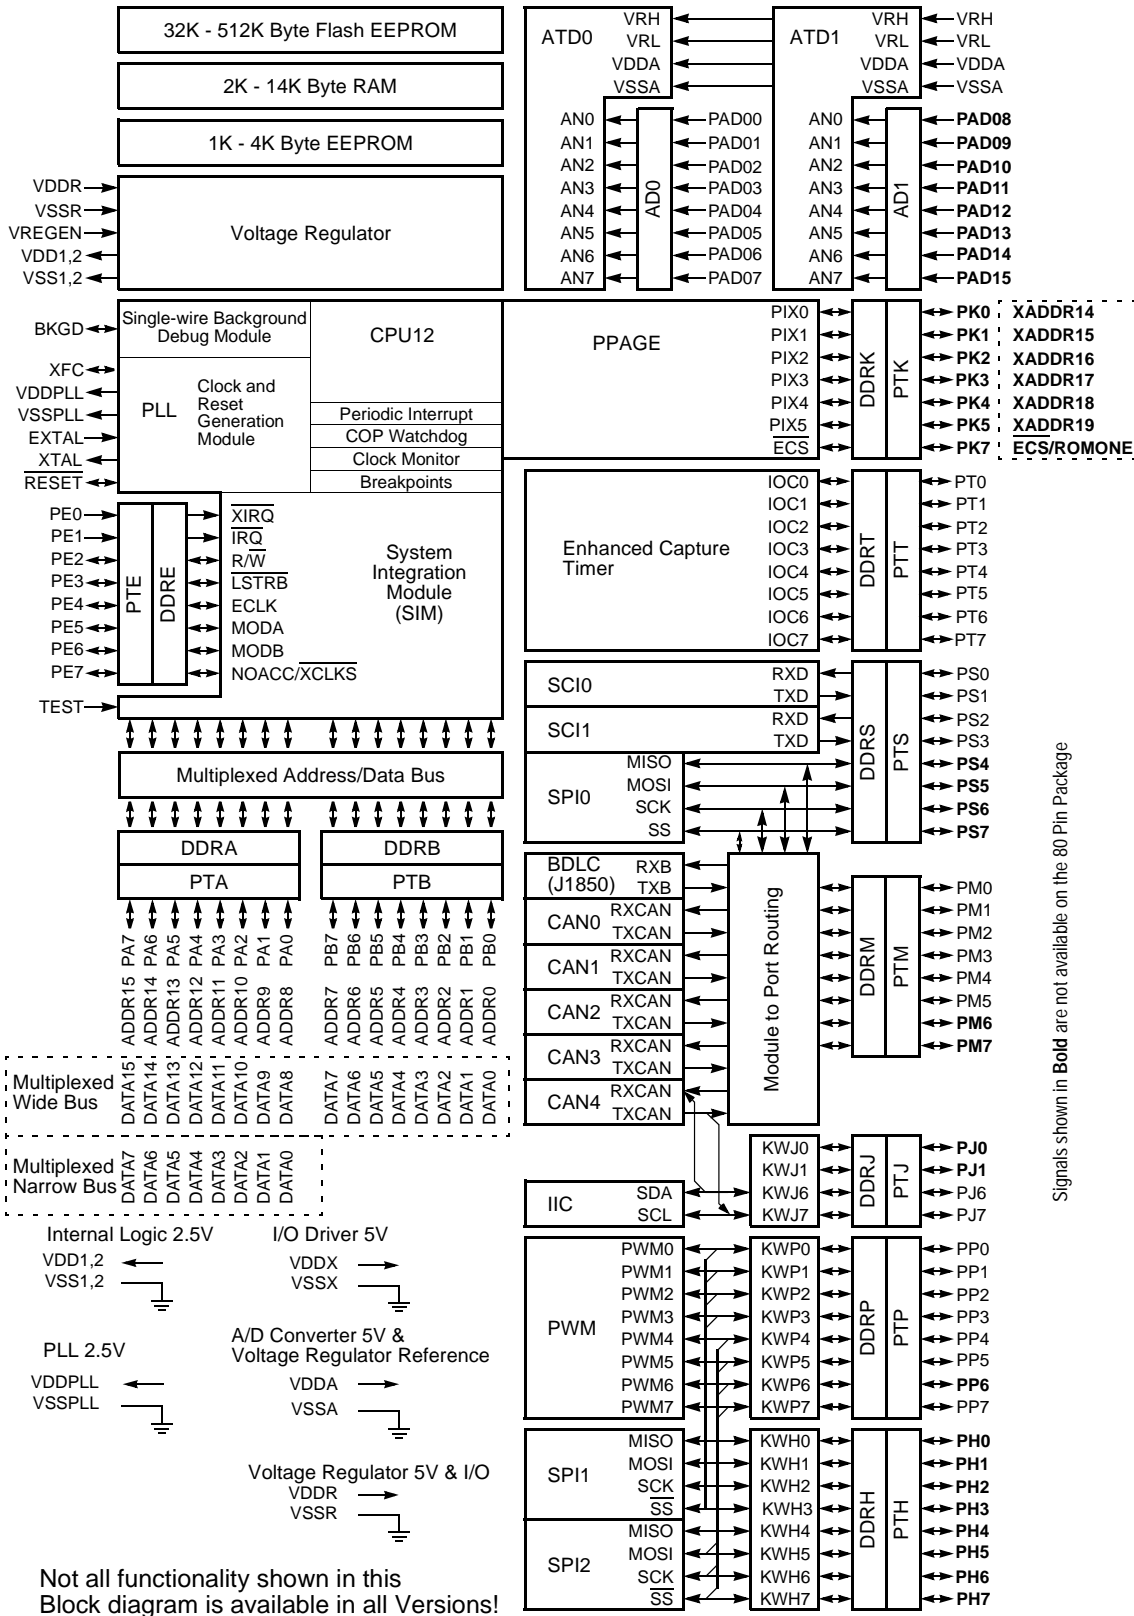 32K - 512K Byte Flash EEPROM
2K - 14K Byte RAM
1K - 4K Byte EEPROM
VDDR
VSSR
VREGEN
VDD1,2
VSS1,2
Voltage Regulator
ATD0
VRH
VRL
VDDA
VSSA
AN0
AN1
AN2
AN3
AN4
AN5
AN6
AN7
AD0
PAD00
PAD01
PAD02
PAD03
PAD04
PAD05
PAD06
PAD07
ATD1
VRH
VRL
VDDA
VSSA
VRH
VRL
VDDA
VSSA
AN0
AN1
AN2
AN3
AN4
AN5
AN6
AN7
AD1
PAD08
PAD09
PAD10
PAD11
PAD12
PAD13
PAD14
PAD15
BKGD
XFC
VDDPLL
VSSPLL
EXTAL
XTAL
RESET
Single-wire Background
Debug Module
CPU12
PLL
Clock and
Reset
Generation
Module
Periodic Interrupt
COP Watchdog
Clock Monitor
Breakpoints
PPAGE
PIX0
PIX1
PIX2
PIX3
PIX4
PIX5
ECS
DDRK
PTK
PK0 XADDR14
PK1 XADDR15
PK2 XADDR16
PK3 XADDR17
PK4 XADDR18
PK5 XADDR19
PK7 ECS/ROMONE
PE0
PE1
PE2
PE3
PE4
PE5
PE6
PE7
TEST
PTE
DDRE
XIRQ
IRQ
R/W
LSTRB
ECLK
MODA
MODB
NOACC/XCLKS
System
Integration
Module
(SIM)
Enhanced Capture
Timer
IOC0
IOC1
IOC2
IOC3
IOC4
IOC5
IOC6
IOC7
DDRT
PTT
PT0
PT1
PT2
PT3
PT4
PT5
PT6
PT7
SCI0
RXD
TXD
SCI1
RXD
TXD
SPI0
MISO
MOSI
SCK
SS
DDRS
PTS
PS0
PS1
PS2
PS3
PS4
PS5
PS6
PS7
Multiplexed Address/Data Bus
DDRA
PTA
DDRB
PTB
PA7
PA6
PA5
PA4
PA3
PA2
PA1
PA0
PB7
PB6
PB5
PB4
PB3
PB2
PB1
PB0
ADDR15
ADDR14
ADDR13
ADDR12
ADDR11
ADDR10
ADDR9
ADDR8
ADDR7
ADDR6
ADDR5
ADDR4
ADDR3
ADDR2
ADDR1
ADDR0
Multiplexed
Wide Bus
DATA15
DATA14
DATA13
DATA12
DATA11
DATA10
DATA9
DATA8
DATA7
DATA6
DATA5
DATA4
DATA3
DATA2
DATA1
DATA0
Multiplexed
Narrow Bus
DATA7
DATA6
DATA5
DATA4
DATA3
DATA2
DATA1
DATA0
BDLC
(J1850)
RXB
TXB
CAN0
RXCAN
TXCAN
CAN1
RXCAN
TXCAN
CAN2
RXCAN
TXCAN
CAN3
RXCAN
TXCAN
CAN4
RXCAN
TXCAN
Module to Port Routing
DDRM
PTM
PM0
PM1
PM2
PM3
PM4
PM5
PM6
PM7
Signals shown in Bold are not available on the 80 Pin Package
IIC
SDA
SCL
KWJ0
KWJ1
KWJ6
KWJ7
DDRJ
PTJ
PJ0
PJ1
PJ6
PJ7
PWM
PWM0
PWM1
PWM2
PWM3
PWM4
PWM5
PWM6
PWM7
KWP0
KWP1
KWP2
KWP3
KWP4
KWP5
KWP6
KWP7
DDRP
PTP
PP0
PP1
PP2
PP3
PP4
PP5
PP6
PP7
SPI1
MISO
MOSI
SCK
SS
SPI2
MISO
MOSI
SCK
SS
KWH0
KWH1
KWH2
KWH3
KWH4
KWH5
KWH6
KWH7
DDRH
PTH
PH0
PH1
PH2
PH3
PH4
PH5
PH6
PH7
Internal Logic 2.5V
VDD1,2
VSS1,2
I/O Driver 5V
VDDX
VSSX
PLL 2.5V
VDDPLL
VSSPLL
A/D Converter 5V &
Voltage Regulator Reference
VDDA
VSSA
Voltage Regulator 5V & I/O
VDDR
VSSR
Not all functionality shown in this
Block diagram is available in all Versions!